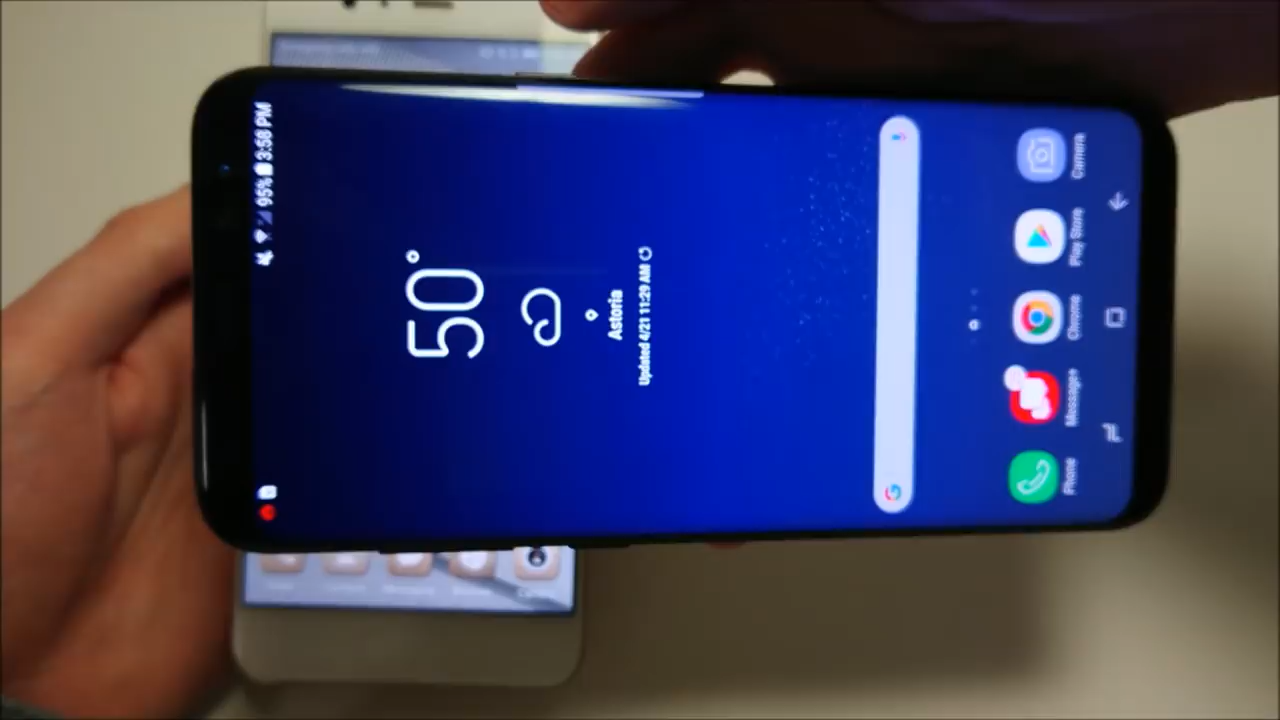 95% 3:58 PM
50°
Astoria
Updated 4/21 11:29 AM
Phone
Message+
Chrome
Play Store
Camera